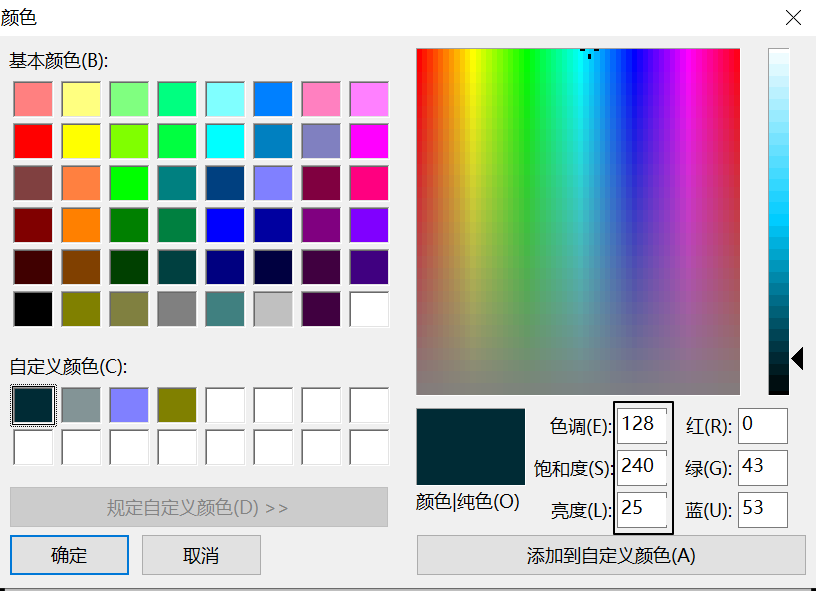 颜色
基本颜色(B):
自定义颜色(C):
规定自定义颜色(D) >>
确定
取消
颜色|纯色(O)
色调(E): 128
饱和度(S): 240
亮度(L): 25
红(R): 0
绿(G): 43
蓝(U): 53
添加到自定义颜色(A)